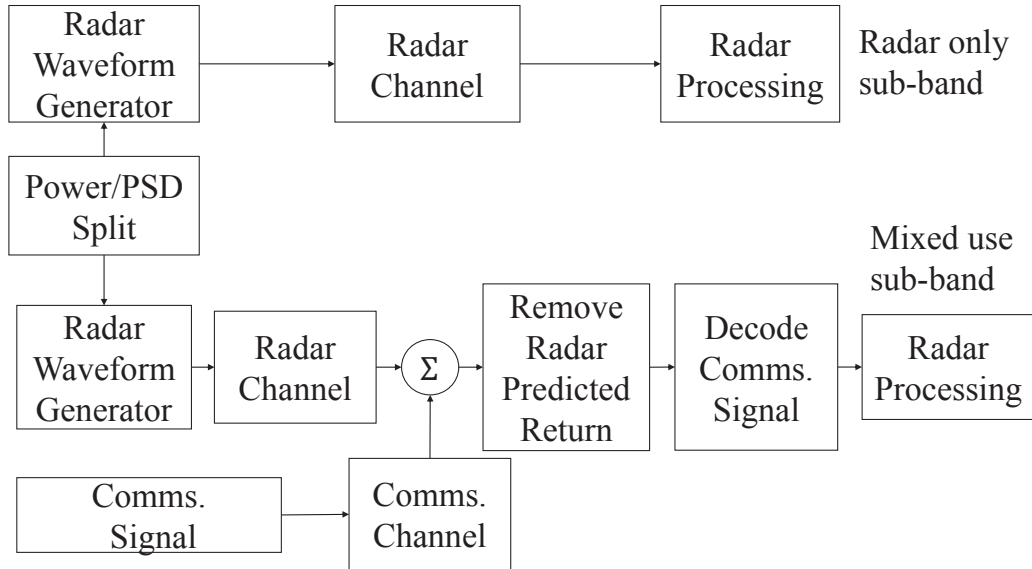 Radar
Waveform
Generator
Radar
Channel
Radar
Processing
Radar only
sub-band
Power/PSD
Split
Mixed use
sub-band
Radar
Waveform
Generator
Radar
Channel
Σ
Remove
Radar
Predicted
Return
Decode
Comms.
Signal
Radar
Processing
Comms.
Signal
Comms.
Channel